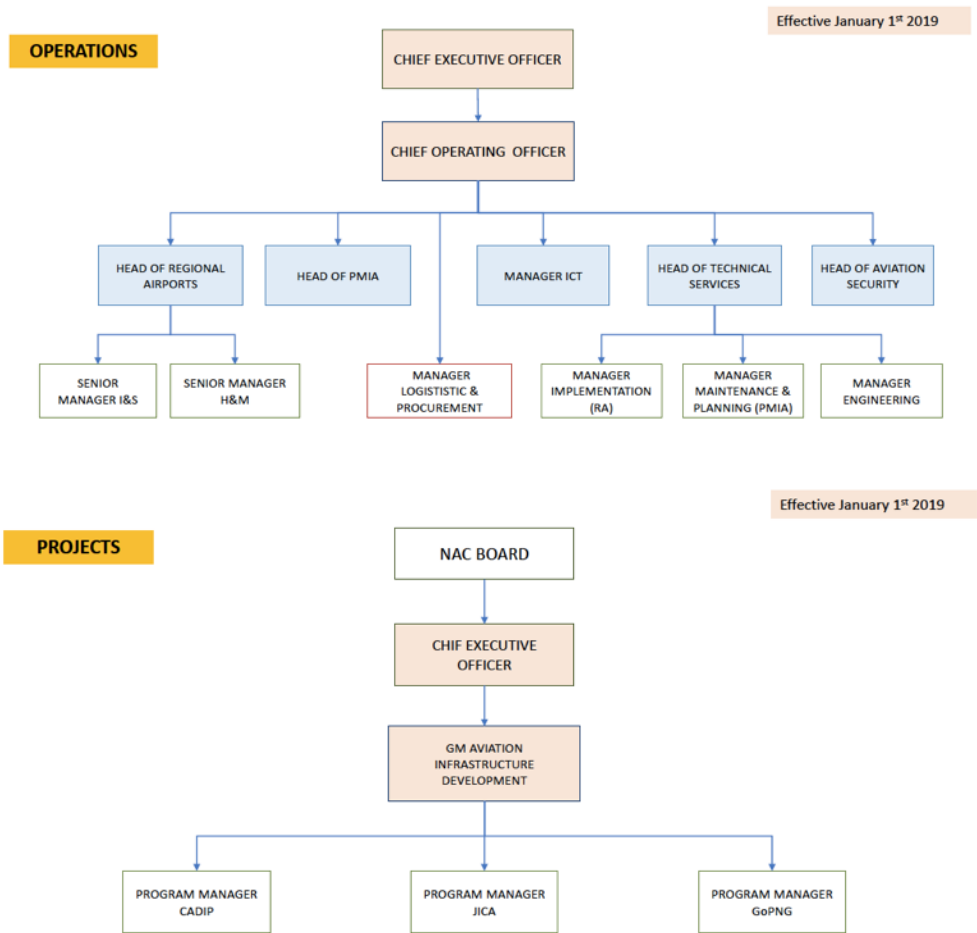 Effective January 1st 2019
OPERATIONS
CHIEF EXECUTIVE OFFICER
CHIEF OPERATING OFFICER
HEAD OF REGIONAL
AIRPORTS
HEAD OF PMIA
MANAGER ICT
HEAD OF TECHNICAL
SERVICES
HEAD OF AVIATION
SECURITY
SENIOR
MANAGER I&S
SENIOR MANAGER
H&M
MANAGER
LOGISTISTIC &
PROCUREMENT
MANAGER
IMPLEMENTATION
(RA)
MANAGER
MAINTENANCE &
PLANNING (PMIA)
MANAGER
ENGINEERING
Effective January 1st 2019
PROJECTS
NAC BOARD
CHIF EXECUTIVE
OFFICER
GM AVIATION
INFRASTRUCTURE
DEVELOPMENT
PROGRAM MANAGER
CADIP
PROGRAM MANAGER
JICA
PROGRAM MANAGER
GoPNG